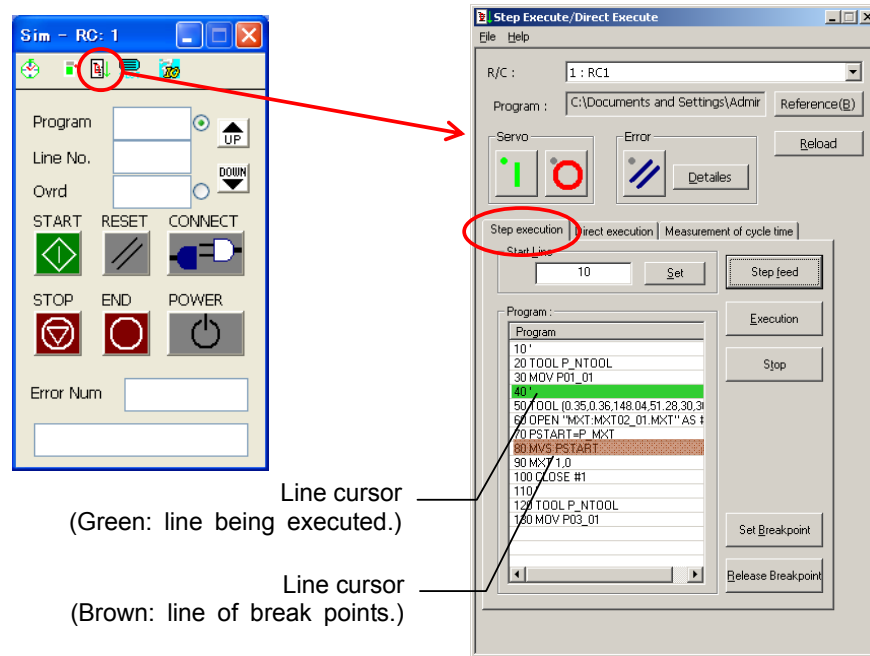 Sim - RC: 1
Program
UP
Line No.
DOWN
Ovrd
START RESET CONNECT
STOP END POWER
Error Num
Step Execute/Direct Execute
File Help
R/C : 1 : RC1
Program : C:\Documents and Settings\Admir Reference(B)
Servo Error Reload
Detailes
Step execution Direct execution Measurement of cycle time
Start Line
10 Set Step feed
Program : Execution
Program
10 '
20 TOOL P_NTOOL
Stop
30 MOV P01_01
40 '
50 TOOL (0.35,0.36,148.04,51.28,30,30
60 OPEN "MXT:MXT02_01.MXT" AS #
70 PSTART=P_MXT
80 MVS PSTART
90 MXT 1,0
100 CLOSE #1
110 '
120 TOOL P_NTOOL
130 MOV P03_01
Set Breakpoint
Release Breakpoint
Line cursor
(Green: line being executed.)
Line cursor
(Brown: line of break points.)